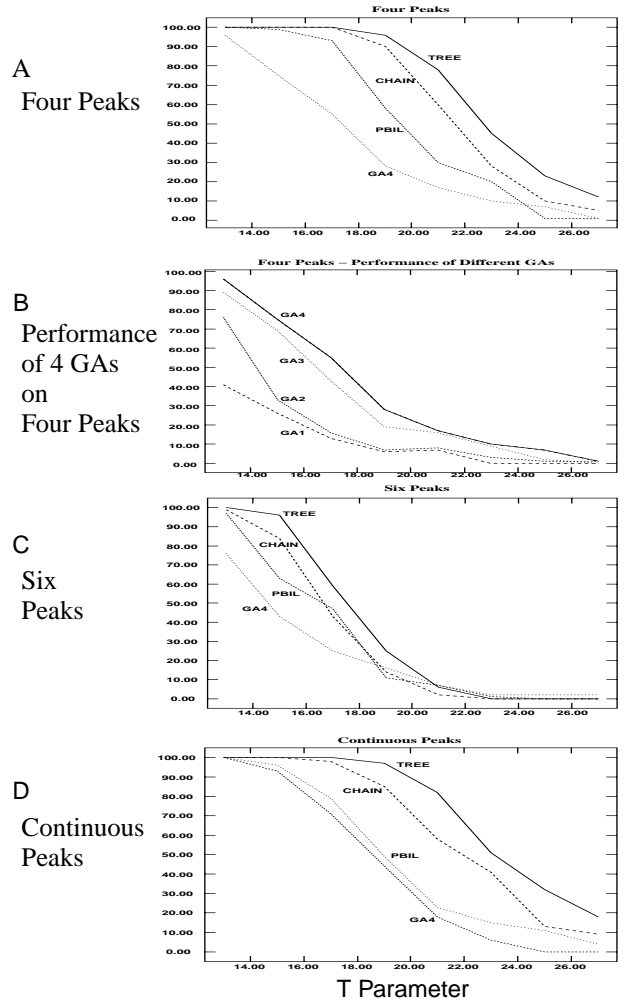 Four Peaks
A
Four Peaks
100.00
90.00
80.00
70.00
60.00
50.00
40.00
30.00
20.00
10.00
0.00
TREE
CHAIN
PBIL
GA4
14.00 16.00 18.00 20.00 22.00 24.00 26.00
Four Peaks – Performance of Different GAs
B
Performance
of 4 GAs
on
Four Peaks
100.00
90.00
80.00
70.00
60.00
50.00
40.00
30.00
20.00
10.00
0.00
GA4
GA3
GA2
GA1
14.00 16.00 18.00 20.00 22.00 24.00 26.00
Six Peaks
C
Six
Peaks
100.00
90.00
80.00
70.00
60.00
50.00
40.00
30.00
20.00
10.00
0.00
TREE
CHAIN
PBIL
GA4
14.00 16.00 18.00 20.00 22.00 24.00 26.00
Continuous Peaks
D
Continuous
Peaks
100.00
90.00
80.00
70.00
60.00
50.00
40.00
30.00
20.00
10.00
0.00
TREE
CHAIN
PBIL
GA4
14.00 16.00 18.00 20.00 22.00 24.00 26.00
T Parameter